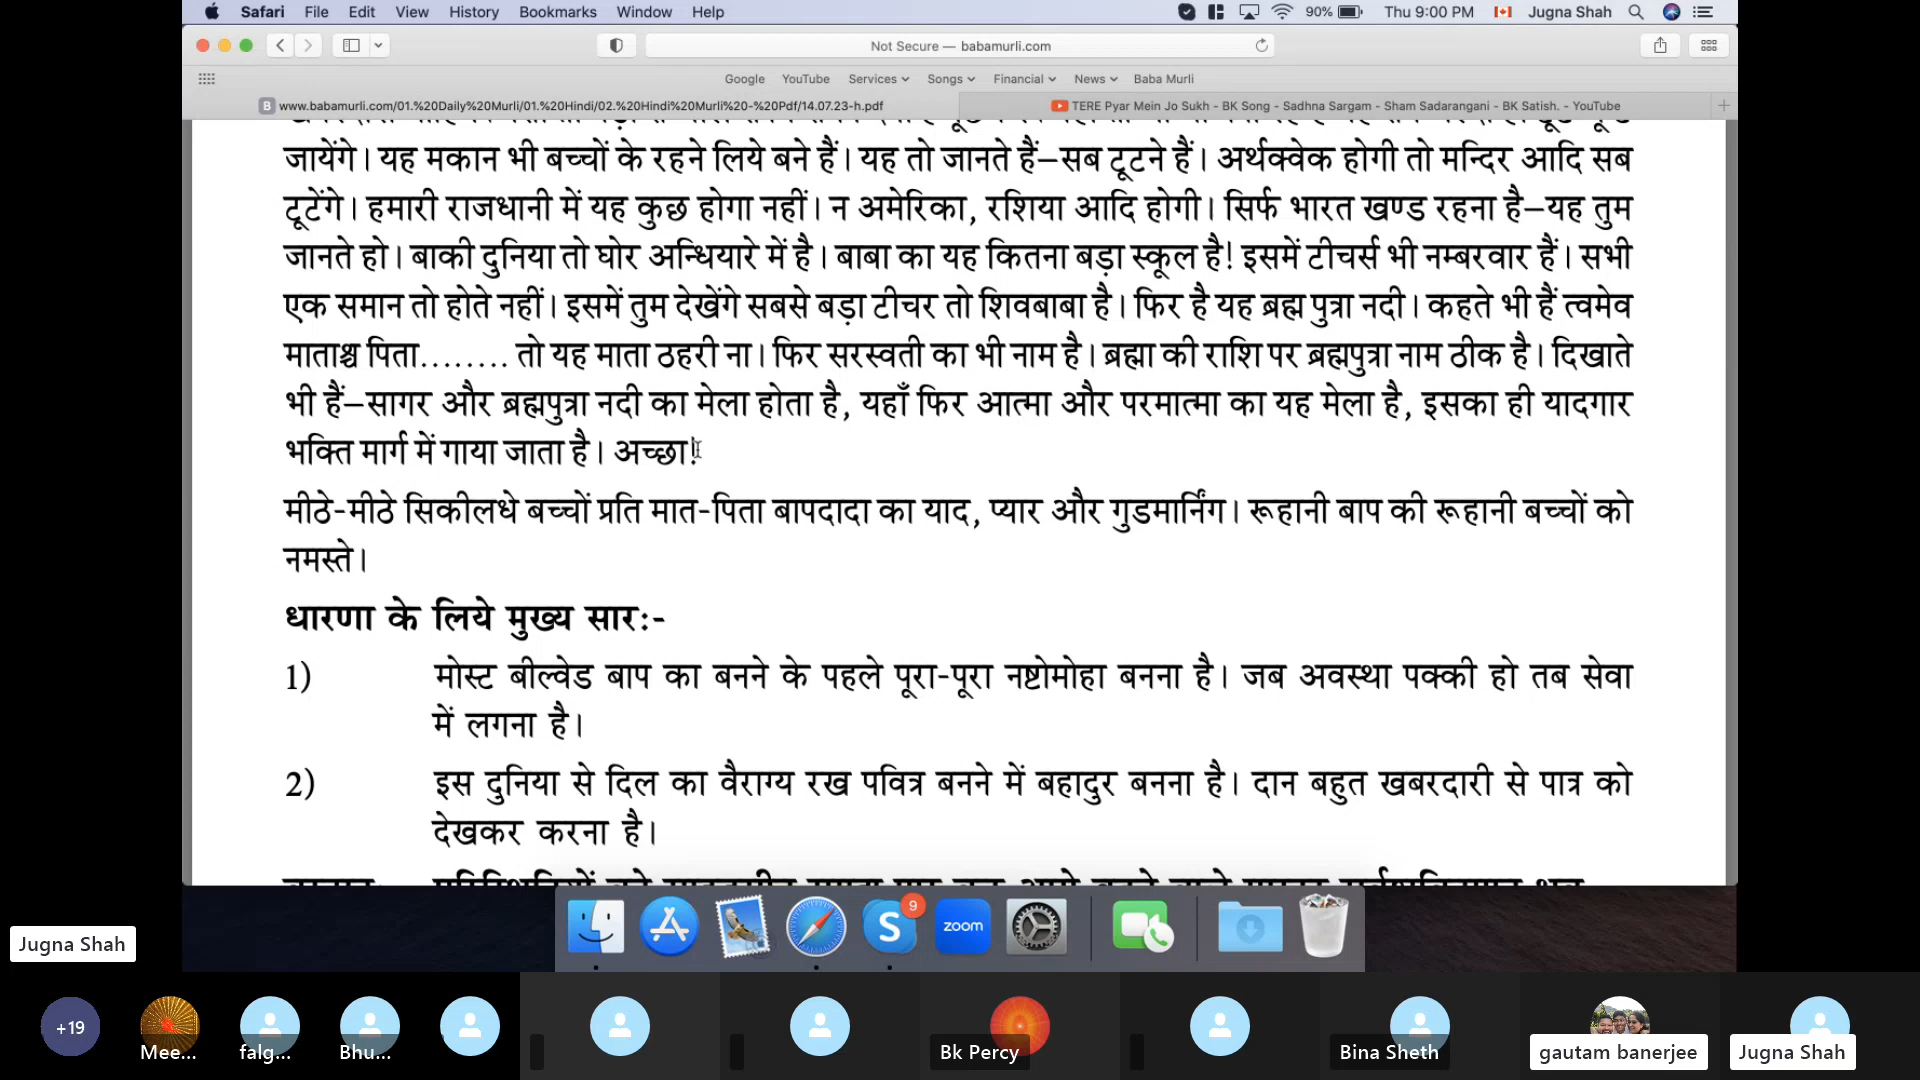 Safari File Edit View History Bookmarks Window Help 90% Thu 9:00 PM Jugna Shah
Not Secure — babamurli.com
Google YouTube Services Songs Financial News Baba Murli
B www.babamurli.com/01.%20Daily%20Murli/01.%20Hindi/02.%20Hindi%20Murli%20-%20Pdf/14.07.23-h.pdf TERE Pyar Mein Jo Sukh - BK Song - Sadhna Sargam - Sham Sadarangani - BK Satish. - YouTube
जायेंगे। यह मकान भी बच्चों के रहने लिये बने हैं। यह तो जानते हैं–सब टूटने हैं। अर्थक्वेक होगी तो मन्दिर आदि सब
टूटेंगे। हमारी राजधानी में यह कुछ होगा नहीं। न अमेरिका, रशिया आदि होगी। सिर्फ भारत खण्ड रहना है–यह तुम
जानते हो। बाकी दुनिया तो घोर अन्धियारे में है। बाबा का यह कितना बड़ा स्कूल है! इसमें टीचर्स भी नम्बरवार हैं। सभी
एक समान तो होते नहीं। इसमें तुम देखेंगे सबसे बड़ा टीचर तो शिवबाबा है। फिर है यह ब्रह्म पुत्रा नदी। कहते भी हैं त्वमेव
माताश्च पिता........ तो यह माता ठहरी ना। फिर सरस्वती का भी नाम है। ब्रह्मा की राशि पर ब्रह्मपुत्रा नाम ठीक है। दिखाते
भी हैं–सागर और ब्रह्मपुत्रा नदी का मेला होता है, यहाँ फिर आत्मा और परमात्मा का यह मेला है, इसका ही यादगार
भक्ति मार्ग में गाया जाता है। अच्छा!
मीठे-मीठे सिकीलधे बच्चों प्रति मात-पिता बापदादा का याद, प्यार और गुडमार्निंग। रूहानी बाप की रूहानी बच्चों को
नमस्ते।
धारणा के लिये मुख्य सार:-
1) मोस्ट बील्वेड बाप का बनने के पहले पूरा-पूरा नष्टोमोहा बनना है। जब अवस्था पक्की हो तब सेवा
में लगना है।
2) इस दुनिया से दिल का वैराग्य रख पवित्र बनने में बहादुर बनना है। दान बहुत खबरदारी से पात्र को
देखकर करना है।
S 9 zoom
Jugna Shah
+19 Mee... falg... Bhu... Bk Percy Bina Sheth gautam banerjee Jugna Shah